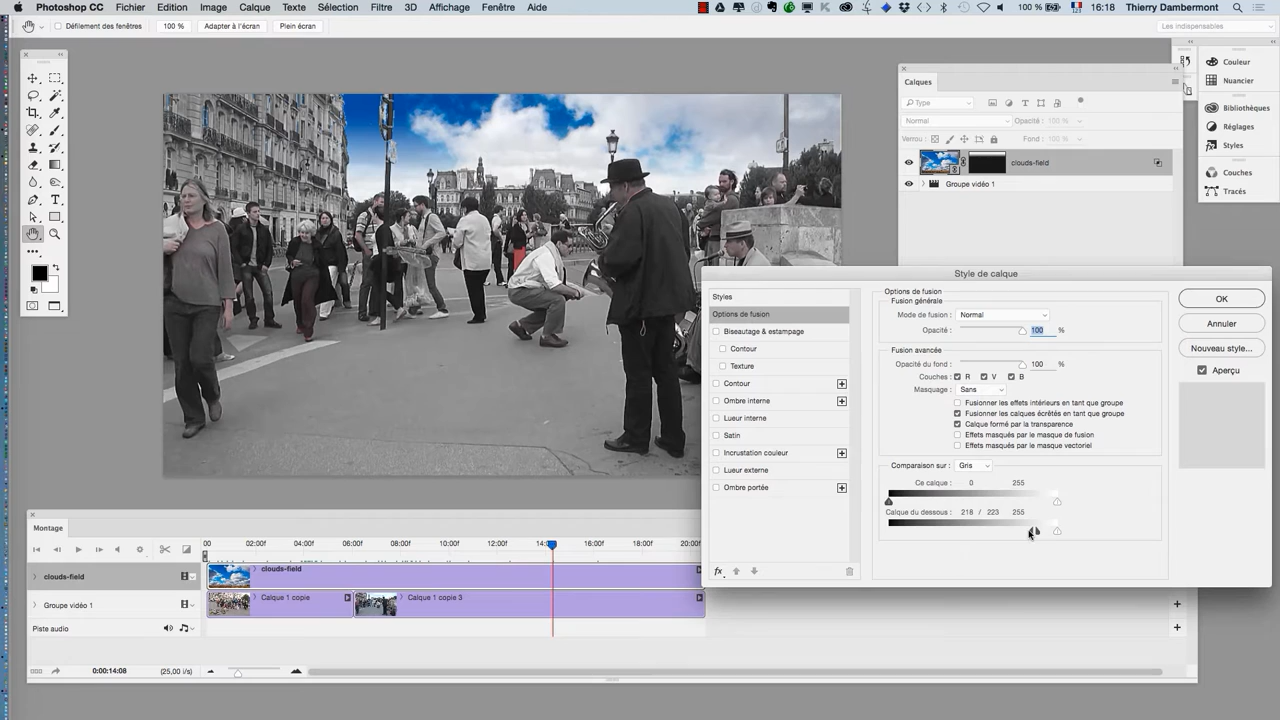 Photoshop CC Fichier Edition Image Calque Texte Sélection Filtre 3D Affichage Fenêtre Aide 100 % 16:18 Thierry Dambermont
Défilement des fenêtres 100 % Adapter à l'écran Plein écran Les indispensables
Calques
Type
Normal Opacité : 100 %
Verrou : Fond : 100 %
clouds-field
Groupe vidéo 1
Couleur
Nuancier
Bibliothèques
Réglages
Styles
Couches
Tracés
Style de calque
Styles
Options de fusion
Biseautage & estampage
Contour
Texture
Contour
Ombre interne
Lueur interne
Satin
Incrustation couleur
Lueur externe
Ombre portée
fx
Options de fusion
Fusion générale
Mode de fusion : Normal
Opacité : 100 %
Fusion avancée
Opacité du fond : 100 %
Couches : R V B
Masquage : Sans
Fusionner les effets intérieurs en tant que groupe
Fusionner les calques écrêtés en tant que groupe
Calque formé par la transparence
Effets masqués par le masque de fusion
Effets masqués par le masque vectoriel
Comparaison sur : Gris
Ce calque : 0 255
Calque du dessous : 218 / 223 255
OK
Annuler
Nouveau style...
Aperçu
Montage
00 02:00f 04:00f 06:00f 08:00f 10:00f 12:00f 14:0 16:00f 18:00f 20:00f
clouds-field clouds-field
Groupe vidéo 1 Calque 1 copie Calque 1 copie 3
Piste audio
0:00:14:08 (25,00 i/s)